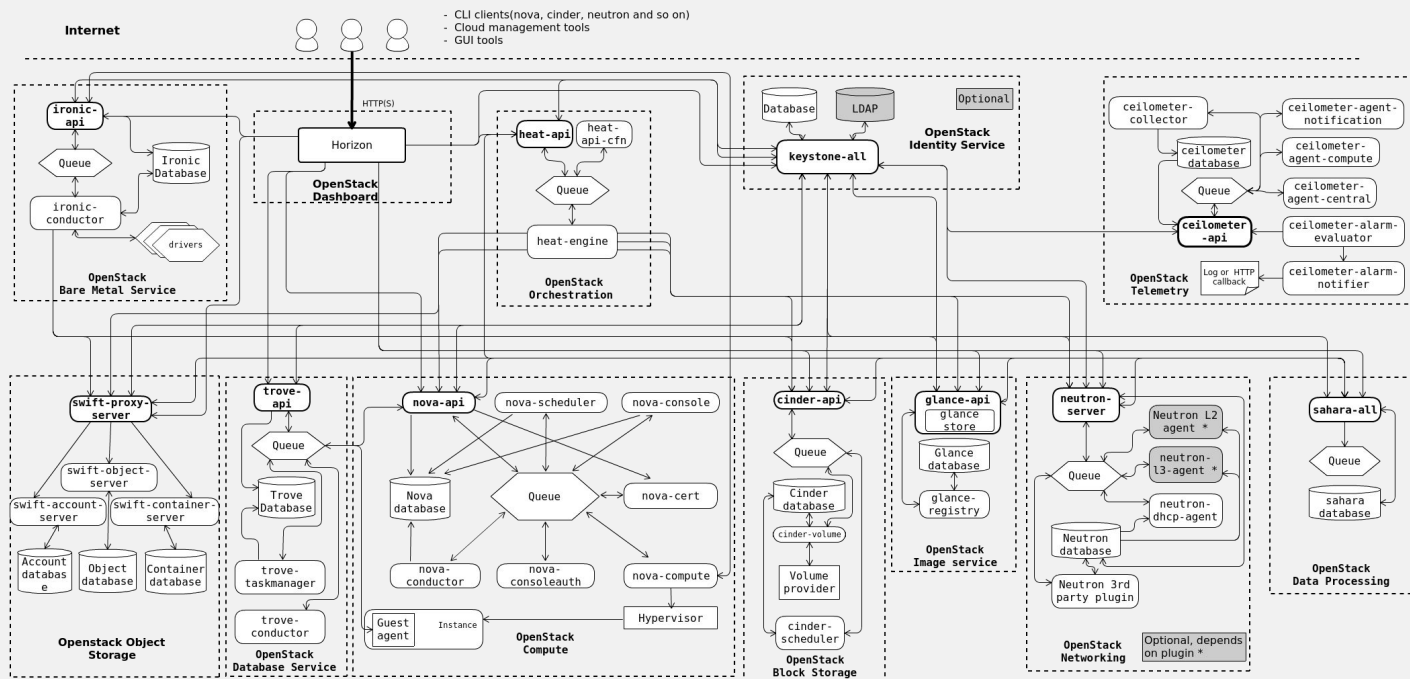 Internet
- CLI clients(nova, cinder, neutron and so on)
- Cloud management tools
- GUI tools
HTTP(S)
ironic-
api
Queue
Ironic
Database
ironic-
conductor
drivers
OpenStack
Bare Metal Service
Horizon
OpenStack
Dashboard
heat-api
heat-
api-cfn
Queue
heat-engine
OpenStack
Orchestration
Database
LDAP
Optional
keystone-all
OpenStack
Identity Service
ceilometer-
collector
ceilometer-agent-
notification
ceilometer
database
ceilometer-
agent-compute
Queue
ceilometer-
agent-central
ceilometer
-api
ceilometer-alarm-
evaluator
Log or HTTP
callback
ceilometer-alarm-
notifier
OpenStack
Telemetry
swift-proxy-
server
swift-object-
server
swift-account-
server
swift-container-
server
Account
databas
e
Object
database
Container
database
Openstack Object
Storage
trove-
api
Queue
Trove
Database
trove-
taskmanager
trove-
conductor
OpenStack
Database Service
nova-api
nova-scheduler
nova-console
Nova
database
Queue
nova-cert
nova-
conductor
nova-
consoleauth
nova-compute
Guest
agent
Instance
Hypervisor
OpenStack
Compute
cinder-api
Queue
Cinder
database
cinder-volume
Volume
provider
cinder-
scheduler
OpenStack
Block Storage
glance-api
glance
store
Glance
database
glance-
registry
OpenStack
Image service
neutron-
server
Neutron L2
agent *
Queue
neutron-
l3-agent *
neutron-
dhcp-agent
Neutron
database
Neutron 3rd
party plugin
OpenStack
Networking
Optional, depends
on plugin *
sahara-all
Queue
sahara
database
OpenStack
Data Processing